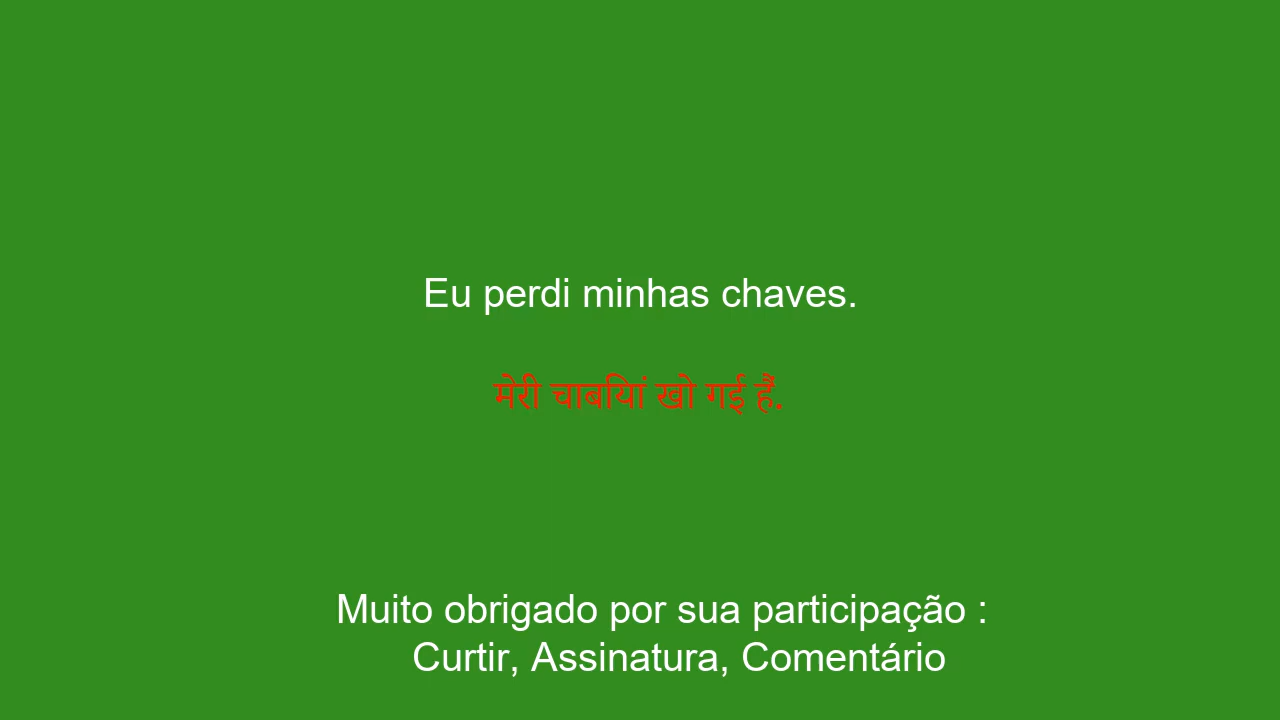 Eu perdi minhas chaves.
मेरी चाबियां खो गई हैं.
Muito obrigado por sua participação :
Curtir, Assinatura, Comentário